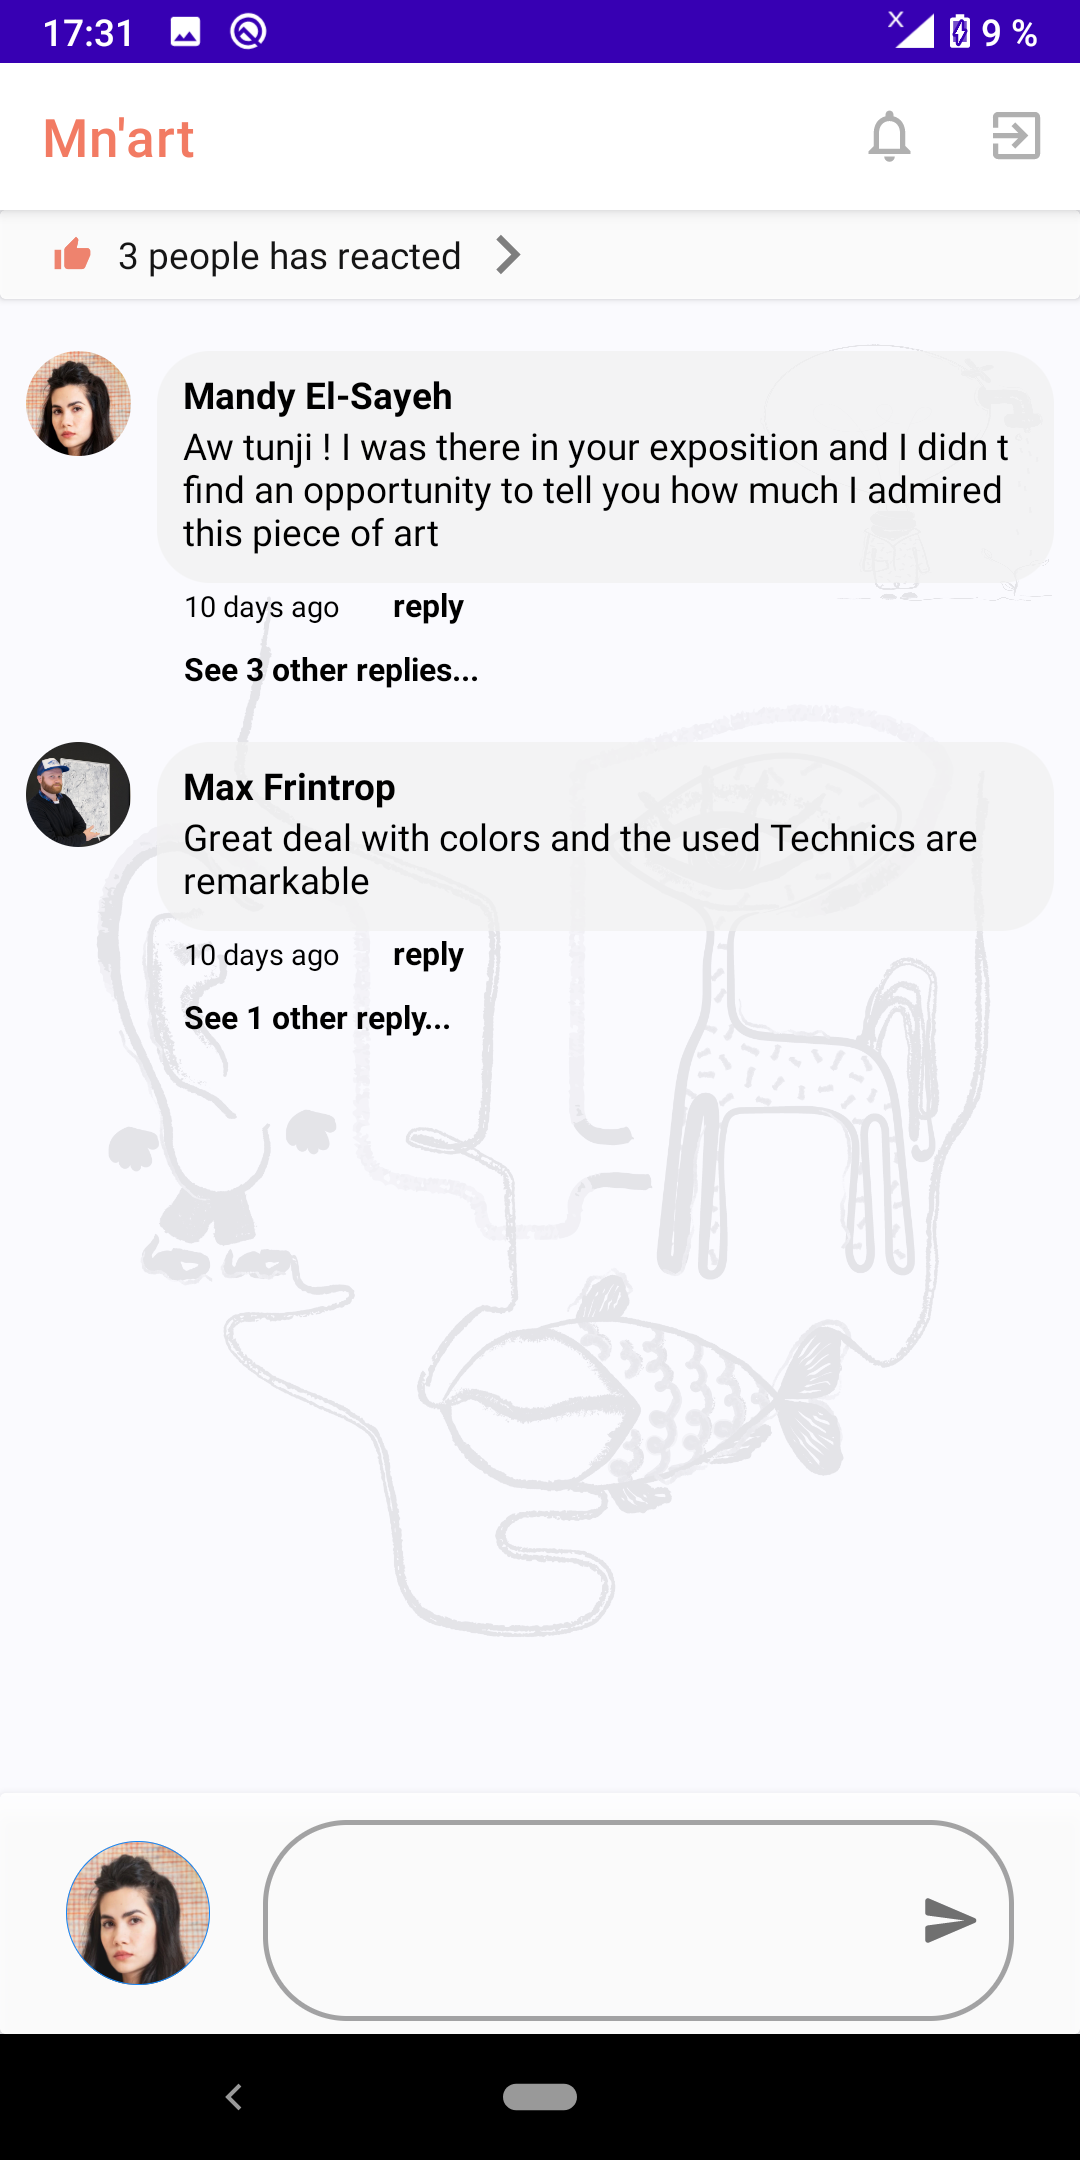 17:31
x
9 %
Mn'art
3 people has reacted
Mandy El-Sayeh
Aw tunji ! I was there in your exposition and I didn t
find an opportunity to tell you how much I admired
this piece of art
10 days ago reply
See 3 other replies...
Max Frintrop
Great deal with colors and the used Technics are
remarkable
10 days ago reply
See 1 other reply...